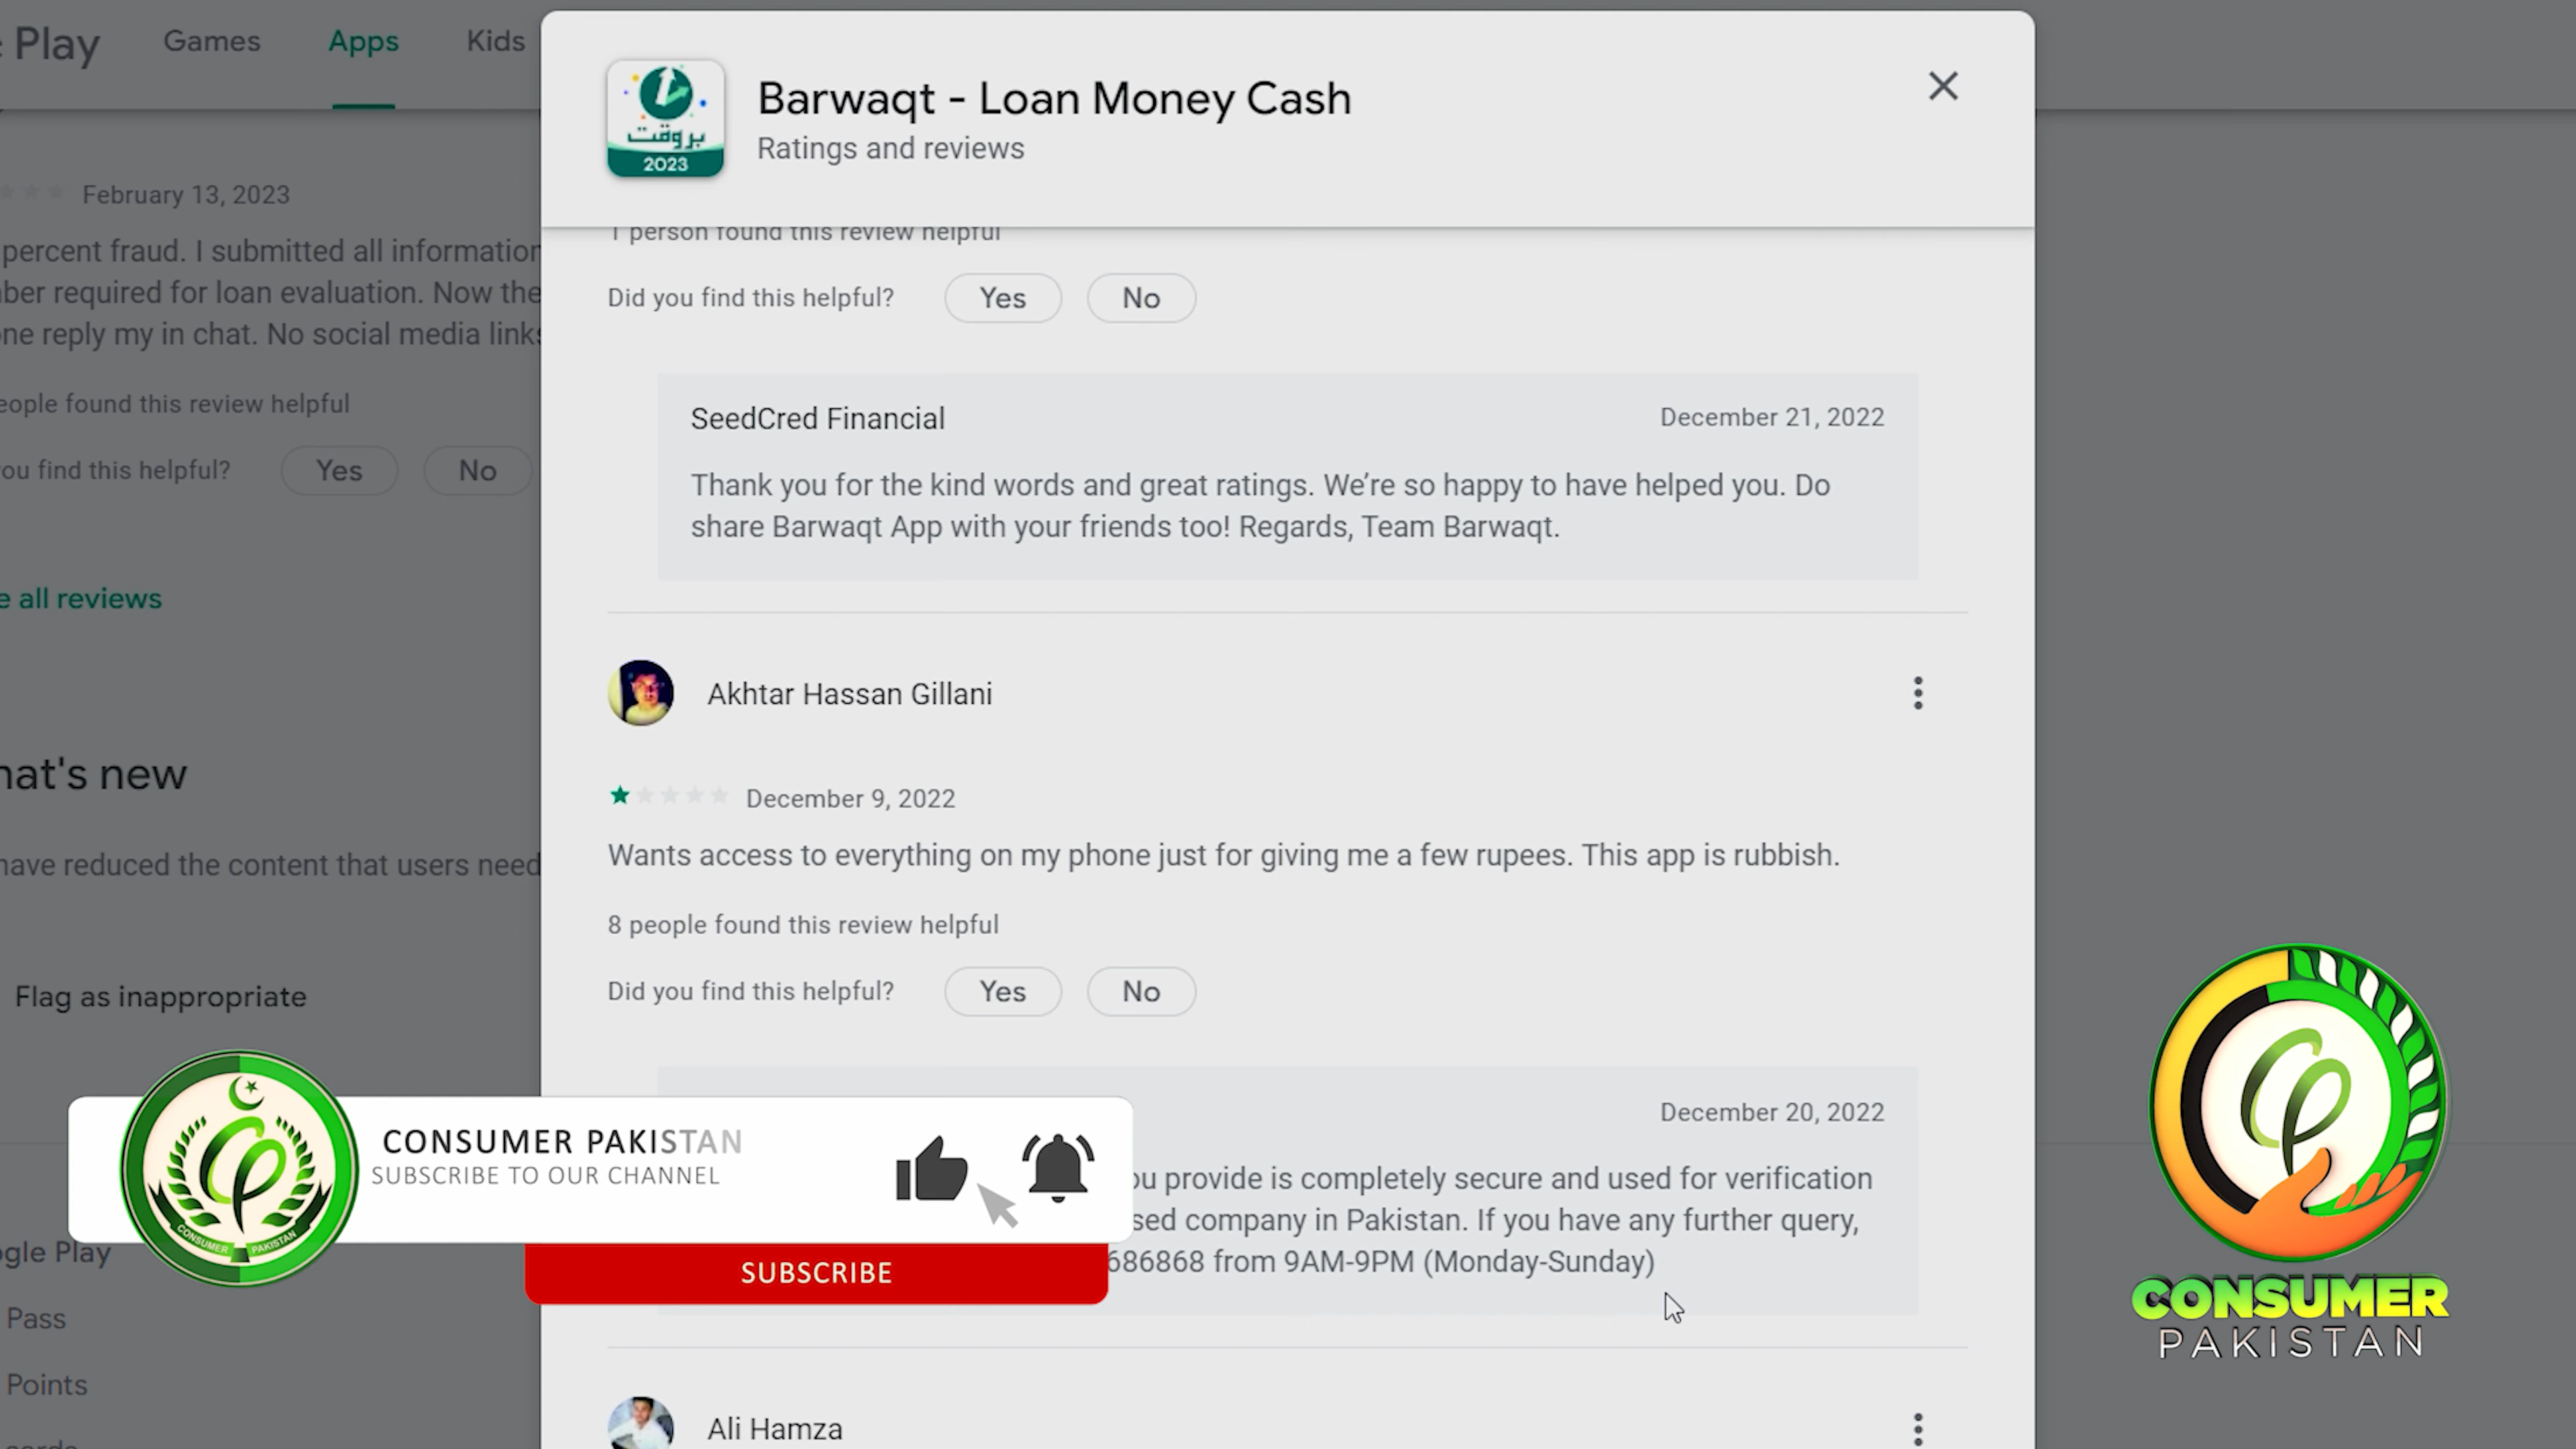 Play
Games
Apps
Kids
February 13, 2023
percent fraud. I submitted all information
required for loan evaluation. Now the
reply my in chat. No social media links
found this review helpful
find this helpful?
Yes
No
all reviews
new
have reduced the content that users need
Flag as inappropriate
Play
Pass
Points
بروقت
2023
Barwaqt - Loan Money Cash
Ratings and reviews
1 person found this review helpful
Did you find this helpful?
Yes
No
SeedCred Financial
December 21, 2022
Thank you for the kind words and great ratings. We’re so happy to have helped you. Do
share Barwaqt App with your friends too! Regards, Team Barwaqt.
Akhtar Hassan Gillani
December 9, 2022
Wants access to everything on my phone just for giving me a few rupees. This app is rubbish.
8 people found this review helpful
Did you find this helpful?
Yes
No
December 20, 2022
provide is completely secure and used for verification
company in Pakistan. If you have any further query,
686868 from 9AM-9PM (Monday-Sunday)
Ali Hamza
CONSUMER PAKISTAN
SUBSCRIBE TO OUR CHANNEL
CONSUMER PAKISTAN
SUBSCRIBE
CONSUMER
PAKISTAN